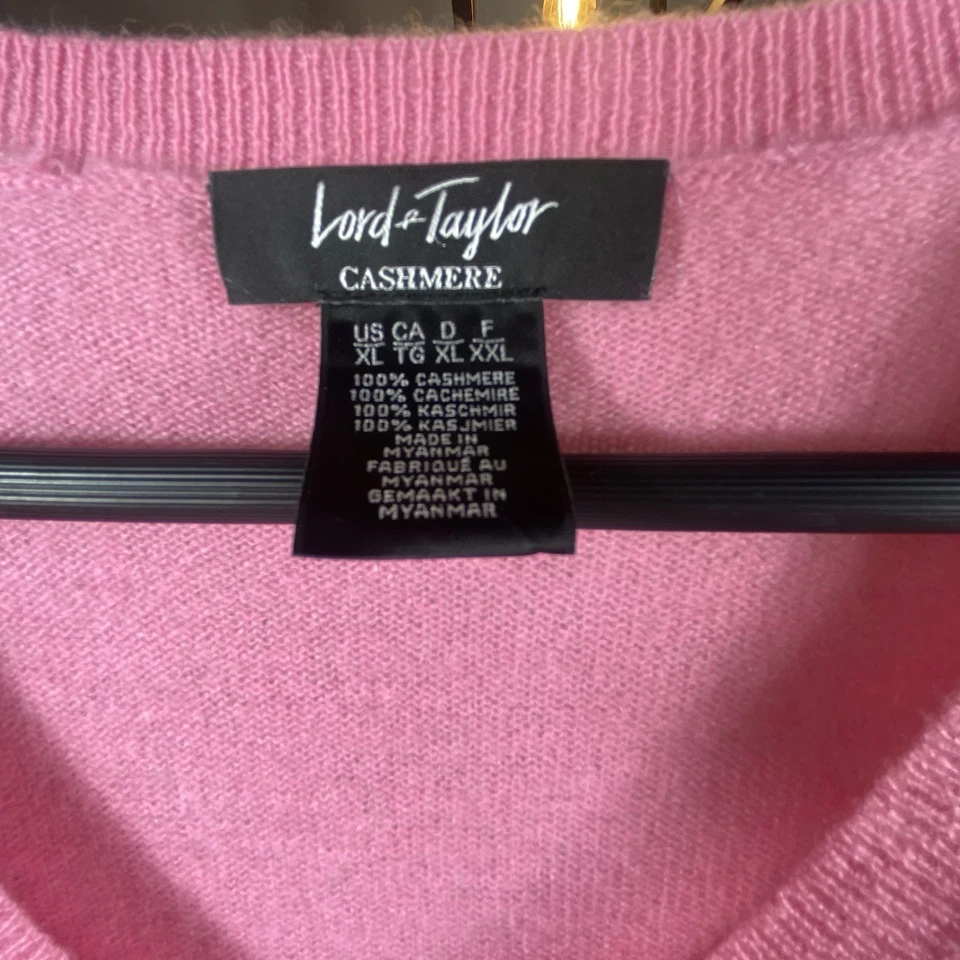 Lord & Taylor
CASHMERE
US CA D F
XL TG XL XXL
100% CASHMERE
100% CACHEMIRE
100% KASCHMIR
100% KASJMIER
MADE IN
MYANMAR
FABRIQUÉ AU
MYANMAR
GEMAAKT IN
MYANMAR